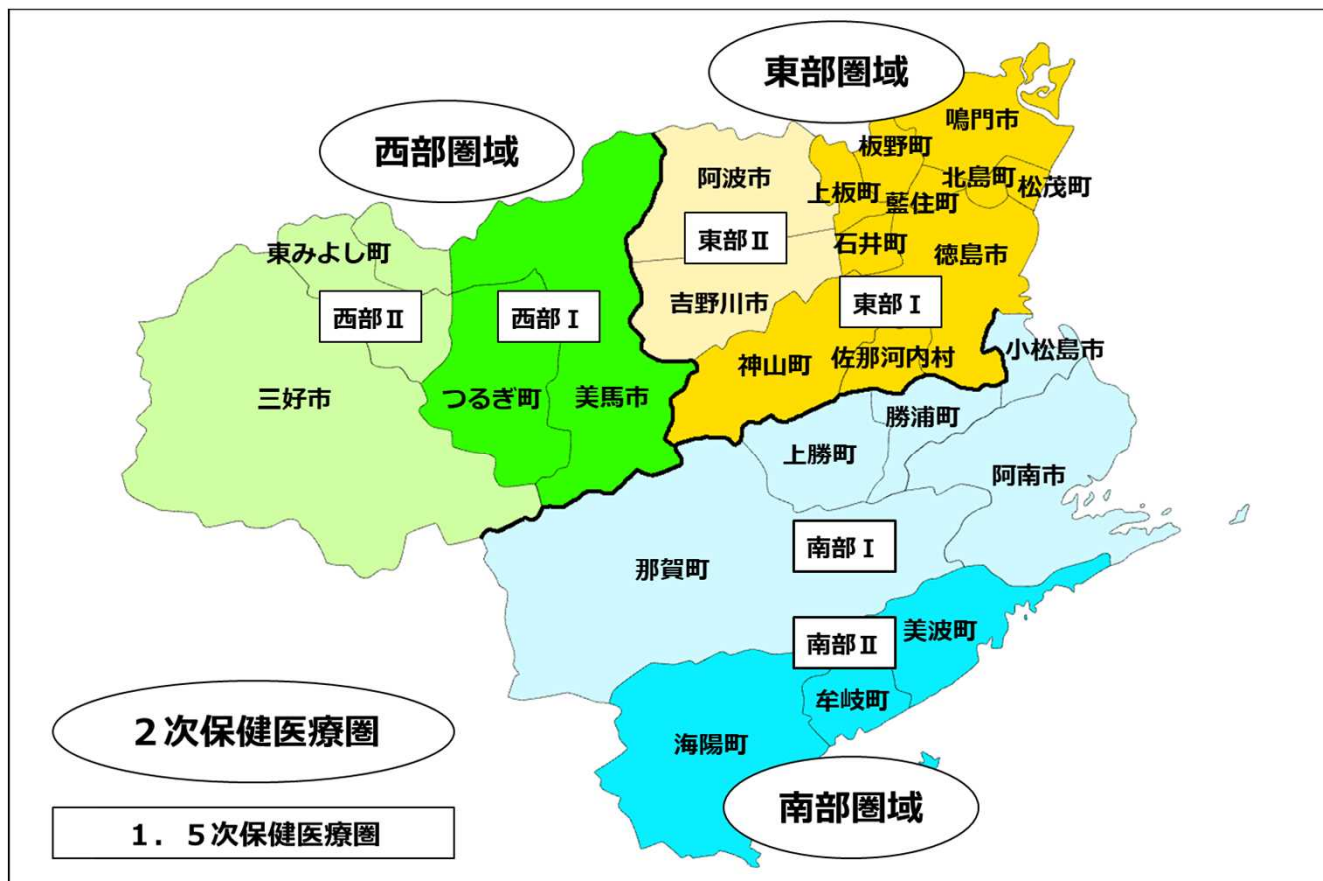 東部圏域
西部圏域
鳴門市
板野町
阿波市
上板町
藍住町
北島町
松茂町
東部Ⅱ
石井町
徳島市
東みよし町
吉野川市
東部Ⅰ
西部Ⅱ
西部Ⅰ
神山町
佐那河内村
小松島市
三好市
つるぎ町
美馬市
勝浦町
上勝町
阿南市
南部Ⅰ
那賀町
南部Ⅱ
美波町
牟岐町
海陽町
２次保健医療圏
南部圏域
１．５次保健医療圏